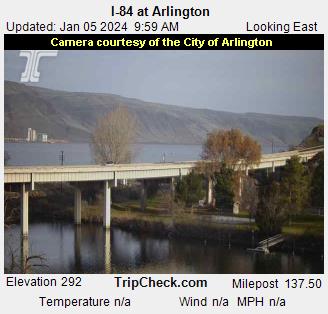 I-84 at Arlington
Updated: Jan 05 2024 9:59 AM Looking East
Camera courtesy of the City of Arlington
Elevation 292 TripCheck.com Milepost 137.50
Temperature n/a Wind n/a MPH n/a